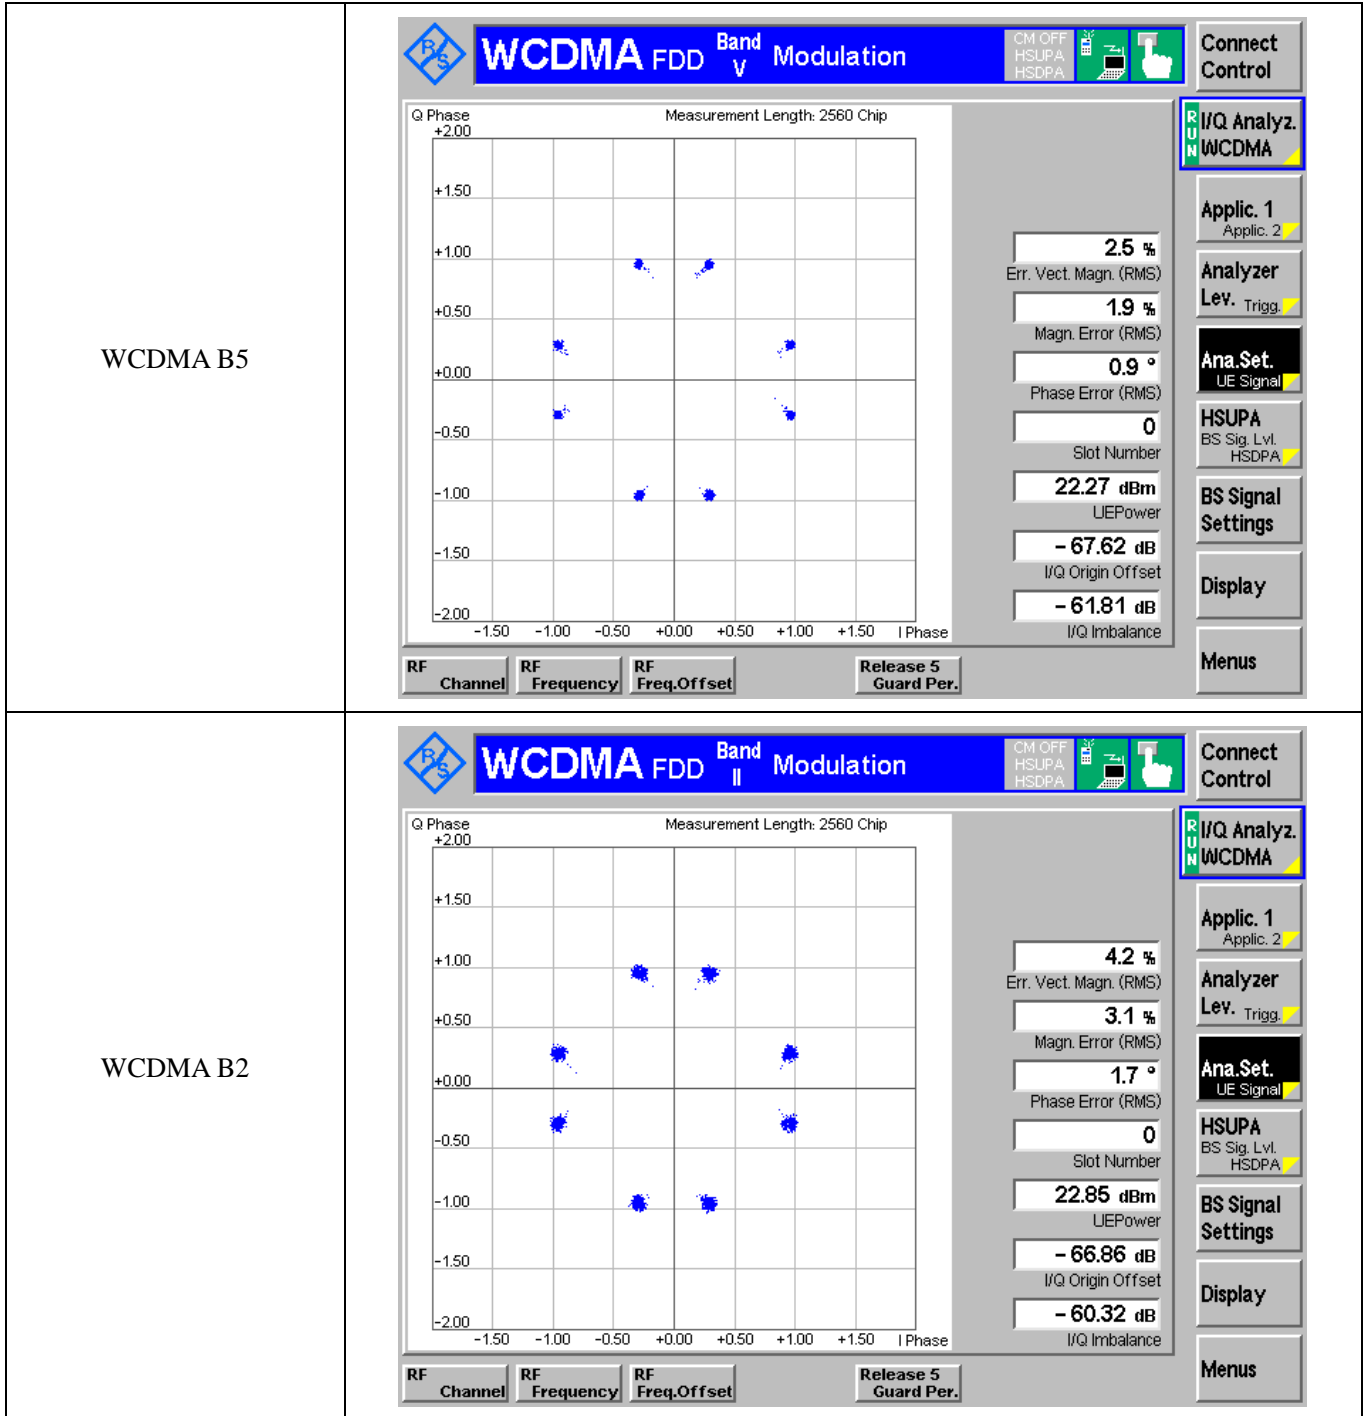 WCDMA B5
R/S
WCDMA FDD Band V Modulation
CM OFF
HSUPA
HSDPA
Connect
Control
Q Phase
Measurement Length: 2560 Chip
+2.00
+1.50
+1.00
+0.50
+0.00
-0.50
-1.00
-1.50
-2.00
-1.50 -1.00 -0.50 +0.00 +0.50 +1.00 +1.50 I Phase
2.5 %
Err. Vect. Magn. (RMS)
1.9 %
Magn. Error (RMS)
0.9 °
Phase Error (RMS)
0
Slot Number
22.27 dBm
UEPower
- 67.62 dB
I/Q Origin Offset
- 61.81 dB
I/Q Imbalance
RUN
I/Q Analyz.
WCDMA
Applic. 1
Applic. 2
Analyzer
Lev. Trigg.
Ana.Set.
UE Signal
HSUPA
BS Sig. Lvl.
HSDPA
BS Signal
Settings
Display
Menus
RF
Channel
RF
Frequency
RF
Freq.Offset
Release 5
Guard Per.
WCDMA B2
R/S
WCDMA FDD Band II Modulation
CM OFF
HSUPA
HSDPA
Connect
Control
Q Phase
Measurement Length: 2560 Chip
+2.00
+1.50
+1.00
+0.50
+0.00
-0.50
-1.00
-1.50
-2.00
-1.50 -1.00 -0.50 +0.00 +0.50 +1.00 +1.50 I Phase
4.2 %
Err. Vect. Magn. (RMS)
3.1 %
Magn. Error (RMS)
1.7 °
Phase Error (RMS)
0
Slot Number
22.85 dBm
UEPower
- 66.86 dB
I/Q Origin Offset
- 60.32 dB
I/Q Imbalance
RUN
I/Q Analyz.
WCDMA
Applic. 1
Applic. 2
Analyzer
Lev. Trigg.
Ana.Set.
UE Signal
HSUPA
BS Sig. Lvl.
HSDPA
BS Signal
Settings
Display
Menus
RF
Channel
RF
Frequency
RF
Freq.Offset
Release 5
Guard Per.